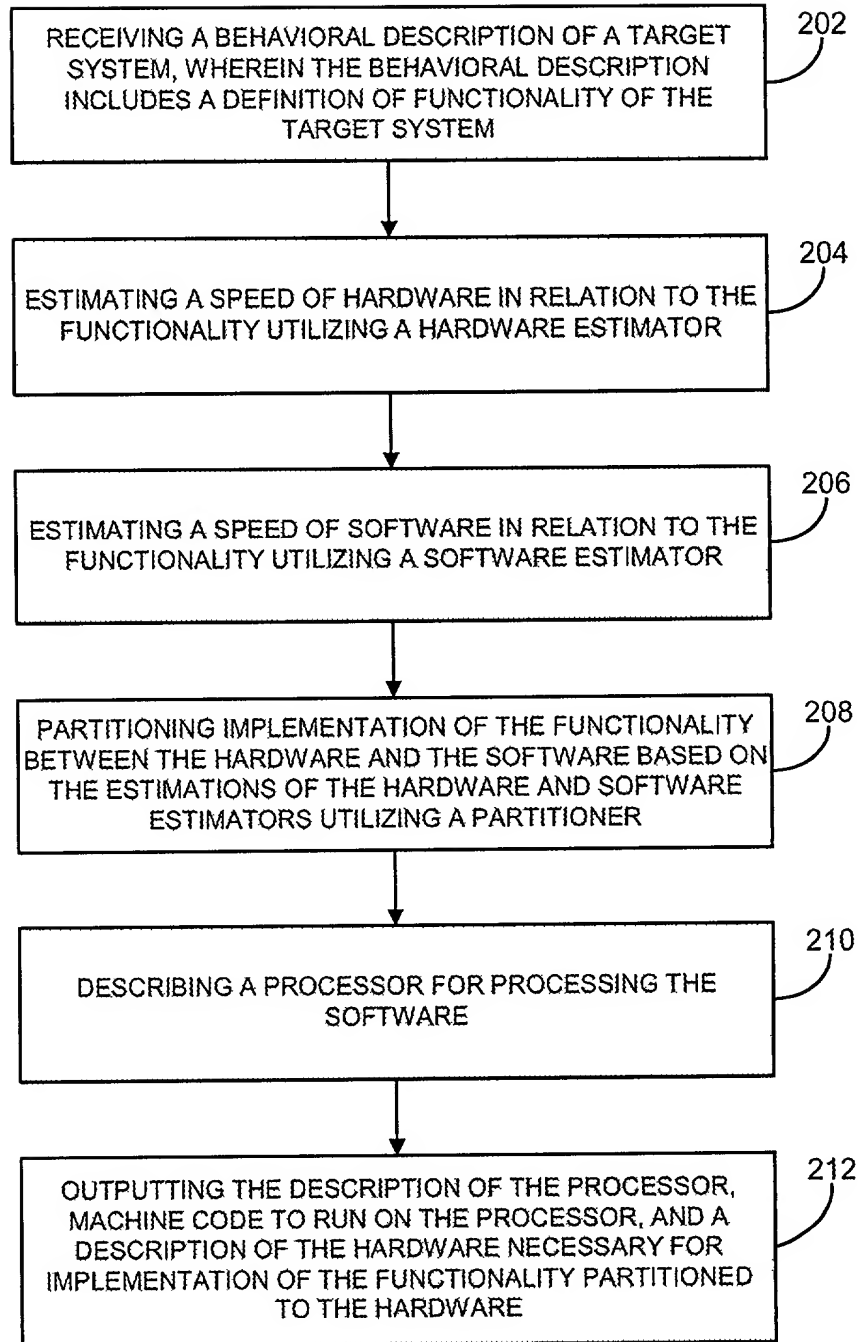 RECEIVING A BEHAVIORAL DESCRIPTION OF A TARGET
SYSTEM, WHEREIN THE BEHAVIORAL DESCRIPTION
INCLUDES A DEFINITION OF FUNCTIONALITY OF THE
TARGET SYSTEM
202
ESTIMATING A SPEED OF HARDWARE IN RELATION TO THE
FUNCTIONALITY UTILIZING A HARDWARE ESTIMATOR
204
ESTIMATING A SPEED OF SOFTWARE IN RELATION TO THE
FUNCTIONALITY UTILIZING A SOFTWARE ESTIMATOR
206
PARTITIONING IMPLEMENTATION OF THE FUNCTIONALITY
BETWEEN THE HARDWARE AND THE SOFTWARE BASED ON
THE ESTIMATIONS OF THE HARDWARE AND SOFTWARE
ESTIMATORS UTILIZING A PARTITIONER
208
DESCRIBING A PROCESSOR FOR PROCESSING THE
SOFTWARE
210
OUTPUTTING THE DESCRIPTION OF THE PROCESSOR,
MACHINE CODE TO RUN ON THE PROCESSOR, AND A
DESCRIPTION OF THE HARDWARE NECESSARY FOR
IMPLEMENTATION OF THE FUNCTIONALITY PARTITIONED
TO THE HARDWARE
212